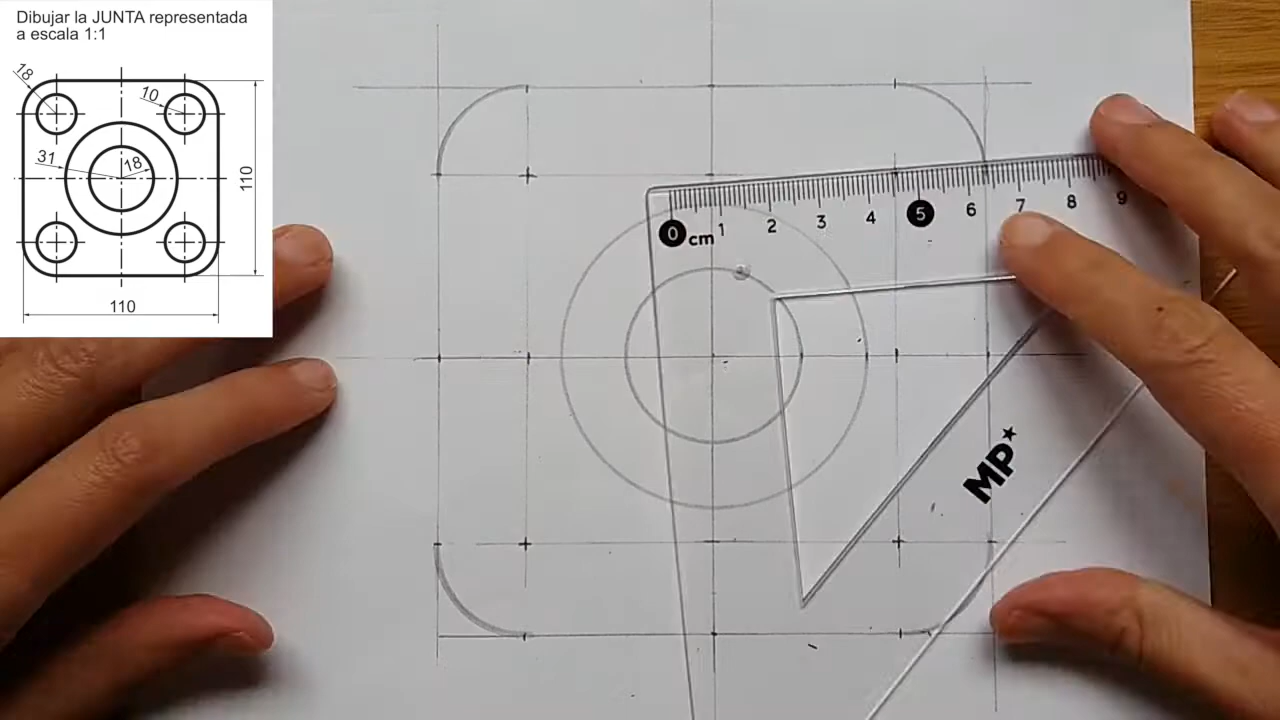 Dibujar la JUNTA representada
a escala 1:1
18
10
31
18
110
110
0 cm 1 2 3 4 5 6 7 8 9
MP★